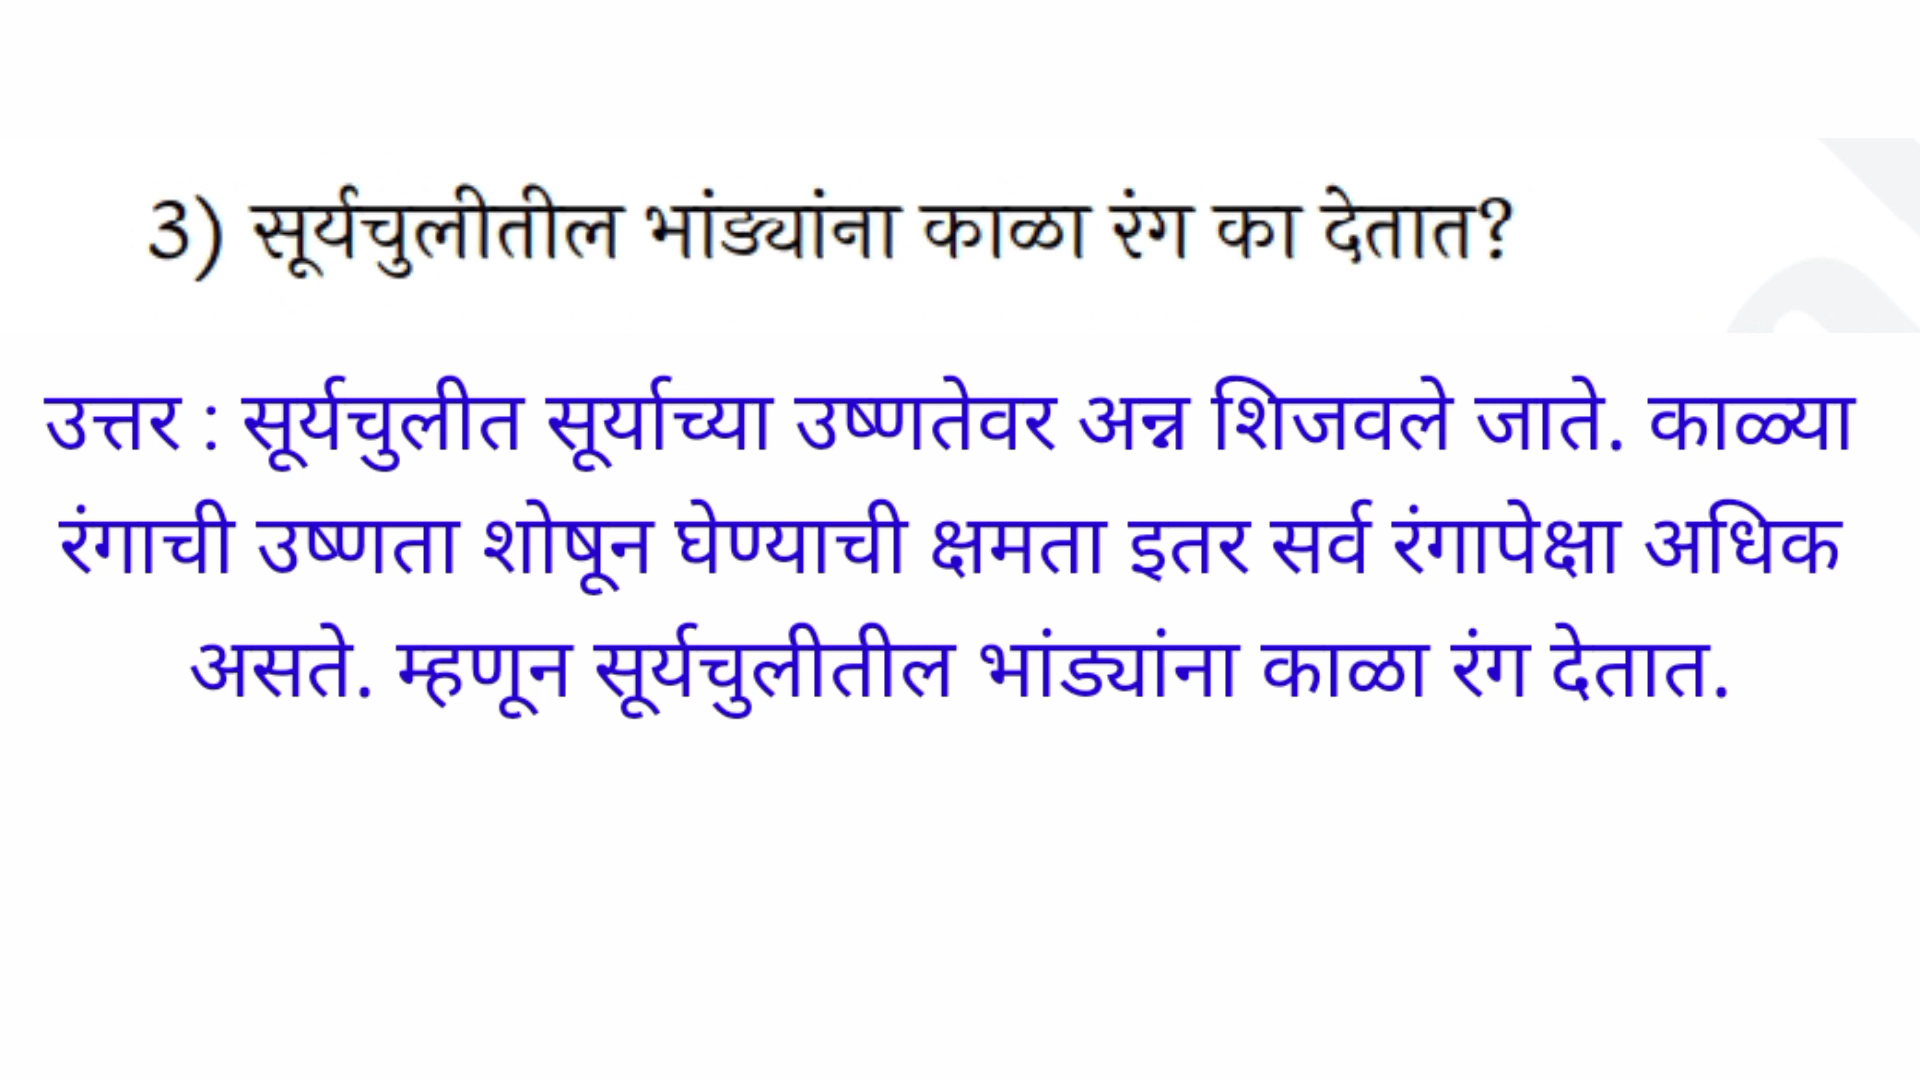 3) सूर्यचुलीतील भांड्यांना काळा रंग का देतात?
उत्तर : सूर्यचुलीत सूर्याच्या उष्णतेवर अन्न शिजवले जाते. काळ्या
रंगाची उष्णता शोषून घेण्याची क्षमता इतर सर्व रंगापेक्षा अधिक
असते. म्हणून सूर्यचुलीतील भांड्यांना काळा रंग देतात.